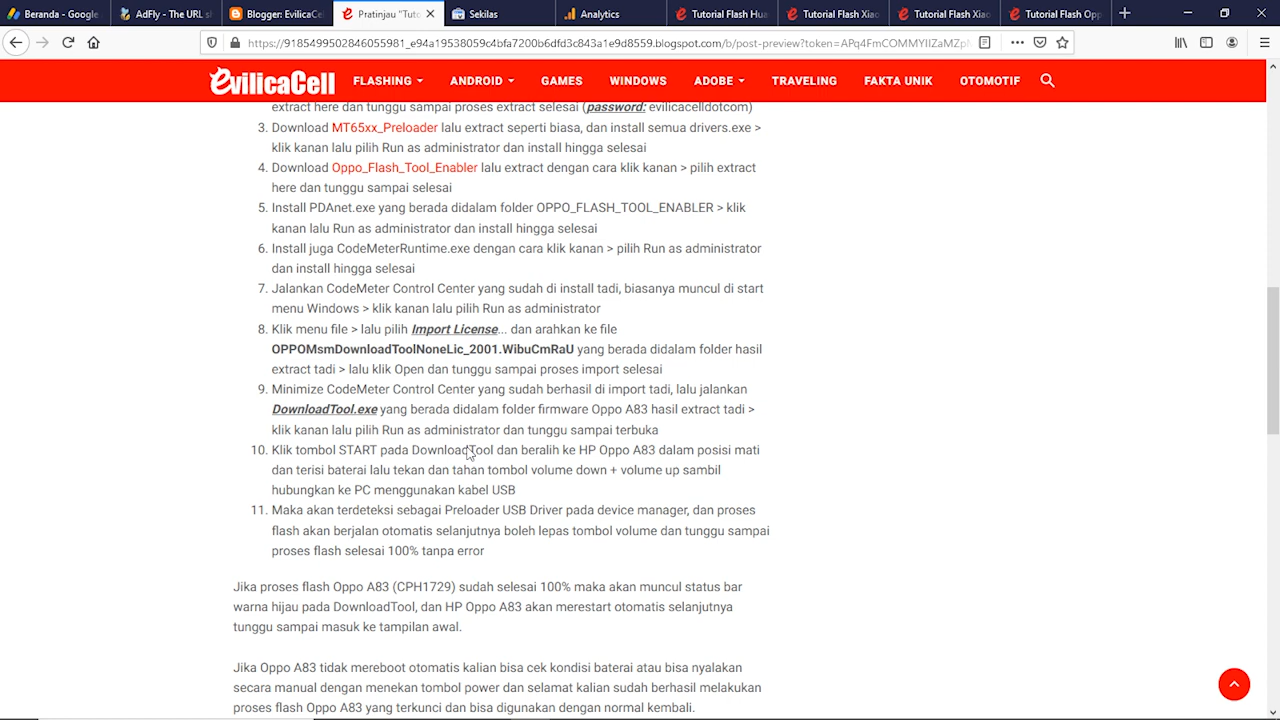 Beranda - Google
AdFly - The URL sh
Blogger: EvilicaCel
Pratinjau "Tuto
Sekilas
Analytics
Tutorial Flash Hua
Tutorial Flash Xiao
Tutorial Flash Xiao
Tutorial Flash Opp
EvilicaCell
FLASHING
ANDROID
GAMES
WINDOWS
ADOBE
TRAVELING
FAKTA UNIK
OTOMOTIF
extract here dan tunggu sampai proses extract selesai (password: evilicacelldotcom)
3. Download MT65xx_Preloader lalu extract seperti biasa, dan install semua drivers.exe >
klik kanan lalu pilih Run as administrator dan install hingga selesai
4. Download Oppo_Flash_Tool_Enabler lalu extract dengan cara klik kanan > pilih extract
here dan tunggu sampai selesai
5. Install PDAnet.exe yang berada didalam folder OPPO_FLASH_TOOL_ENABLER > klik
kanan lalu Run as administrator dan install hingga selesai
6. Install juga CodeMeterRuntime.exe dengan cara klik kanan > pilih Run as administrator
dan install hingga selesai
7. Jalankan CodeMeter Control Center yang sudah di install tadi, biasanya muncul di start
menu Windows > klik kanan lalu pilih Run as administrator
8. Klik menu file > lalu pilih Import License... dan arahkan ke file
OPPOMsmDownloadToolNoneLic_2001.WibuCmRaU yang berada didalam folder hasil
extract tadi > lalu klik Open dan tunggu sampai proses import selesai
9. Minimize CodeMeter Control Center yang sudah berhasil di import tadi, lalu jalankan
DownloadTool.exe yang berada didalam folder firmware Oppo A83 hasil extract tadi >
klik kanan lalu pilih Run as administrator dan tunggu sampai terbuka
10. Klik tombol START pada DownloadTool dan beralih ke HP Oppo A83 dalam posisi mati
dan terisi baterai lalu tekan dan tahan tombol volume down + volume up sambil
hubungkan ke PC menggunakan kabel USB
11. Maka akan terdeteksi sebagai Preloader USB Driver pada device manager, dan proses
flash akan berjalan otomatis selanjutnya boleh lepas tombol volume dan tunggu sampai
proses flash selesai 100% tanpa error
Jika proses flash Oppo A83 (CPH1729) sudah selesai 100% maka akan muncul status bar
warna hijau pada DownloadTool, dan HP Oppo A83 akan merestart otomatis selanjutnya
tunggu sampai masuk ke tampilan awal.
Jika Oppo A83 tidak mereboot otomatis kalian bisa cek kondisi baterai atau bisa nyalakan
secara manual dengan menekan tombol power dan selamat kalian sudah berhasil melakukan
proses flash Oppo A83 yang terkunci dan bisa digunakan dengan normal kembali.